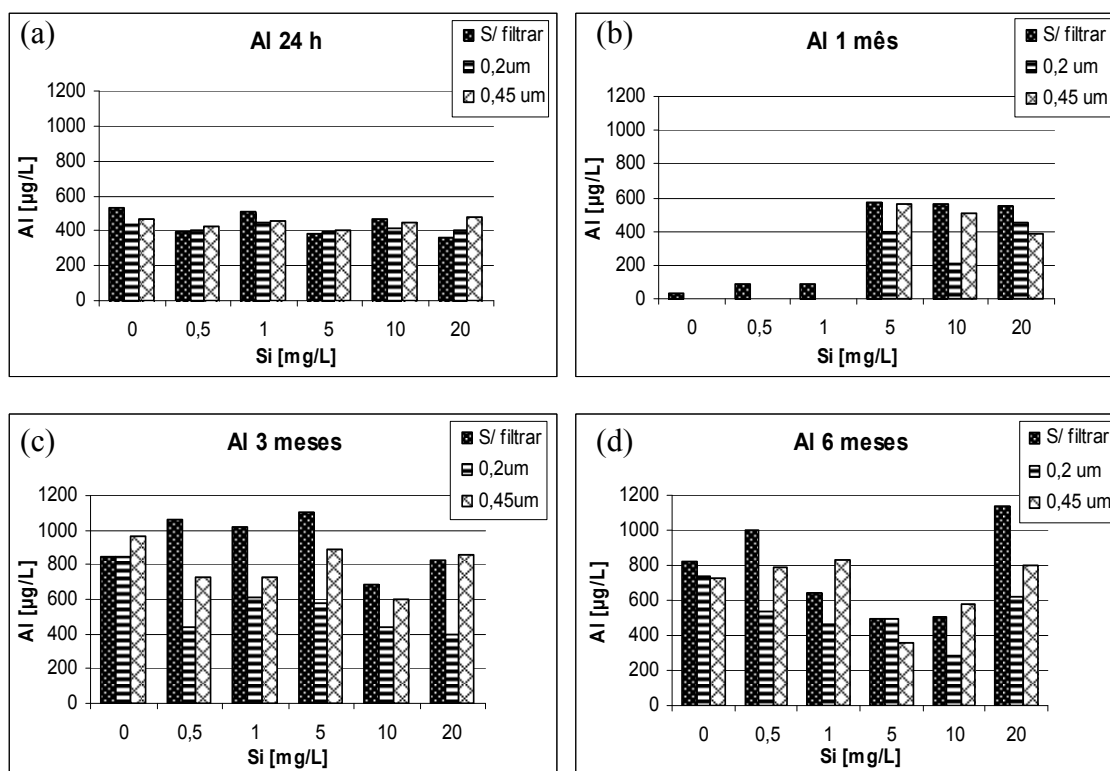 (a)
Al 24 h
S/ filtrar
0,2um
0,45 um
1200
1000
800
600
400
200
0
Al [µg/L]
0 0,5 1 5 10 20
Si [mg/L]
(b)
Al 1 mês
S/ filtrar
0,2 um
0,45 um
1200
1000
800
600
400
200
0
Al [µg/L]
0 0,5 1 5 10 20
Si [mg/L]
(c)
Al 3 meses
S/ filtrar
0,2um
0,45um
1200
1000
800
600
400
200
0
Al [µg/L]
0 0,5 1 5 10 20
Si [mg/L]
(d)
Al 6 meses
S/ filtrar
0,2 um
0,45 um
1200
1000
800
600
400
200
0
Al [µg/L]
0 0,5 1 5 10 20
Si [mg/L]